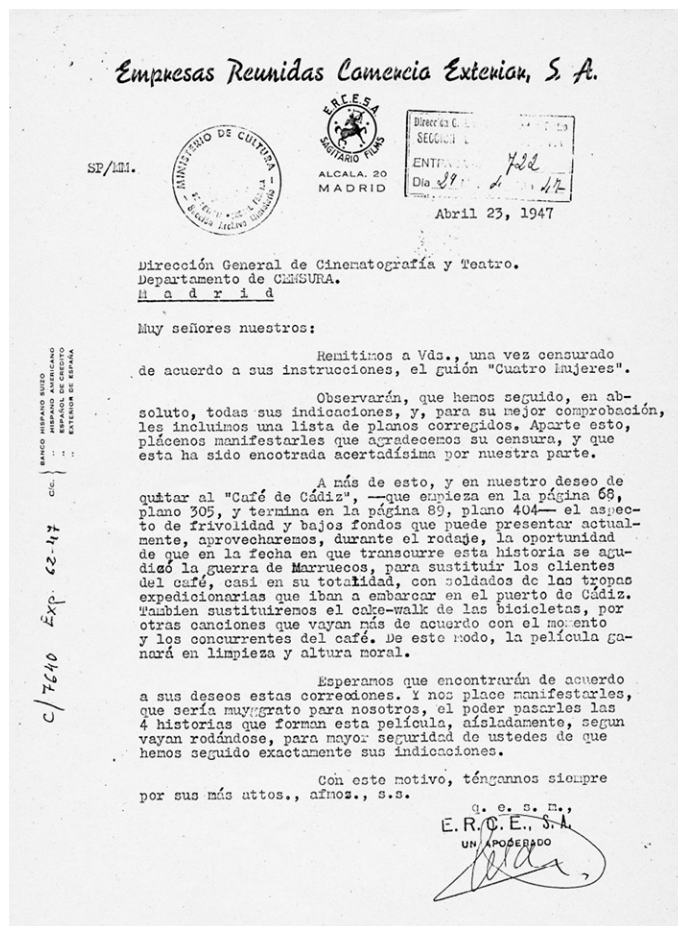 Empresas Reunidas Comercio Exterior, S. A.
E.R.C.E.S.A
SAGITARIO FILMS
ALCALA, 20
MADRID
SP/MM.
MINISTERIO DE CULTURA
Sección Archivo
Dirección G.
SECCION
ENTR
722
Dia 29 4 47
Abril 23, 1947
Dirección General de Cinematografía y Teatro.
Departamento de CENSURA.
M a d r i d
Muy señores nuestros:
Remitimos a Vds., una vez censurado
de acuerdo a sus instrucciones, el guión "Cuatro Mujeres".
Observarán, que hemos seguido, en ab-
soluto, todas sus indicaciones, y, para su mejor comprobación,
les incluimos una lista de planos corregidos. Aparte esto,
plácenos manifestarles que agradecemos su censura, y que
esta ha sido encotrada acertadísima por nuestra parte.
A más de esto, y en nuestro deseo de
quitar al "Café de Cádiz", —que empieza en la página 68,
plano 305, y termina en la página 89, plano 404— el aspec-
to de frivolidad y bajos fondos que puede presentar actual-
mente, aprovecharemos, durante el rodaje, la oportunidad
de que en la fecha en que transcurre esta historia se agu-
dizó la guerra de Marruecos, para sustituir los clientes
del café, casi en su totalidad, con soldados de las tropas
expedicionarias que iban a embarcar en el puerto de Cádiz.
Tambien sustituiremos el cake-walk de las bicicletas, por
otras canciones que vayan más de acuerdo con el momento
y los concurrentes del café. De este modo, la película ga-
nará en limpieza y altura moral.
Esperamos que encontrarán de acuerdo
a sus deseos estas correcciones. Y nos place manifestarles,
que sería muyggrato para nosotros, el poder pasarles las
4 historias que forman esta película, aísladamente, segun
vayan rodándose, para mayor seguridad de ustedes de que
hemos seguido exactamente sus indicaciones.
Con este motivo, téngannos siempre
por sus más attos., afmos., s.s.
q. e. s. m.,
E. R. C. E., S. A.
UN APODERADO
c/c.
BANCO HISPANO SUIZO
" HISPANO AMERICANO
" ESPAÑOL DE CREDITO
" EXTERIOR DE ESPAÑA
C/7640 Exp. 62-47